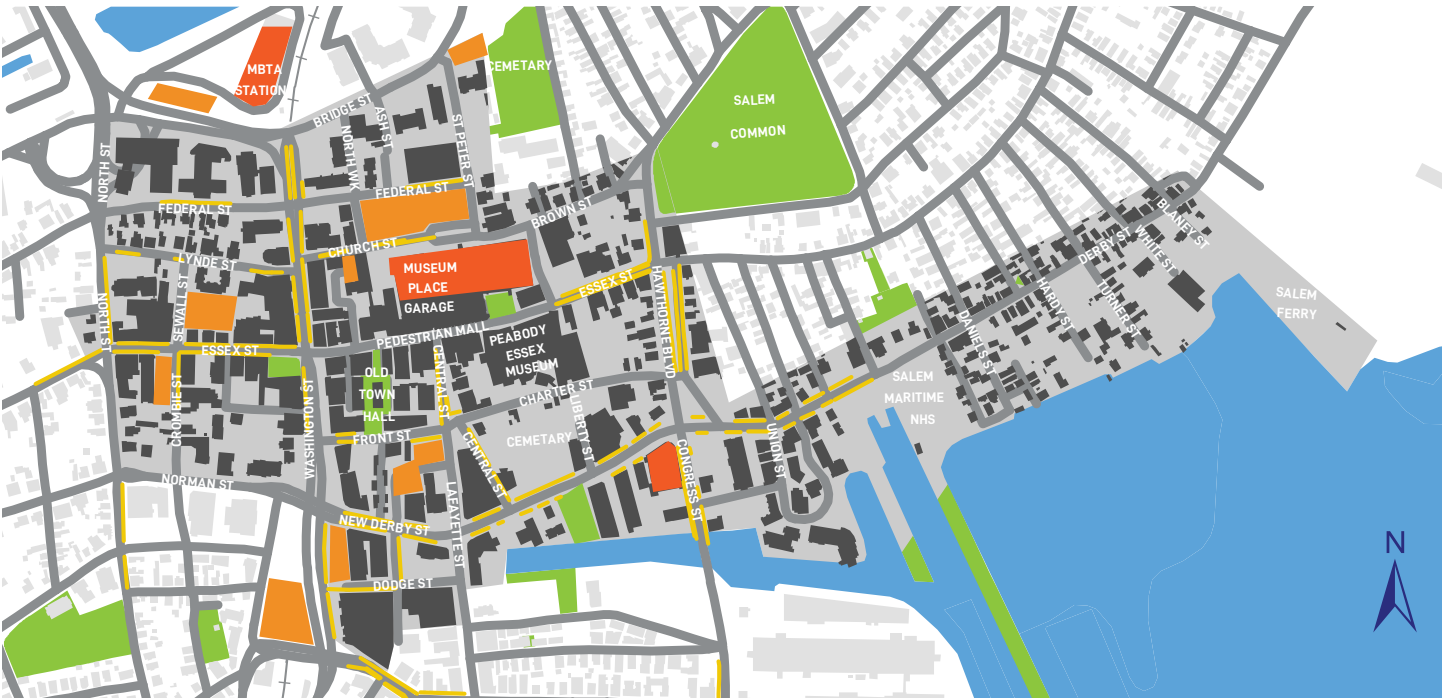 MBTA
STATION
CEMETARY
SALEM
COMMON
BRIDGE ST
ASH ST
NORTH WK
ST PETER ST
NORTH ST
FEDERAL ST
FEDERAL ST
BROWN ST
CHURCH ST
LYNDE ST
MUSEUM
PLACE
GARAGE
SEWALL ST
NORTH ST
ESSEX ST
HAWTHORNE BLVD
PEDESTRIAN MALL
PEABODY
ESSEX
MUSEUM
ESSEX ST
CENTRAL ST
OLD
TOWN
HALL
CROMBIE ST
WASHINGTON ST
CHARTER ST
LIBERTY ST
FRONT ST
CEMETARY
CENTRAL ST
NORMAN ST
NEW DERBY ST
LAFAYETTE ST
DODGE ST
CONGRESS ST
UNION ST
SALEM
MARITIME
NHS
DANIELS ST
HARDY ST
TURNER ST
DERBY ST
WHITE ST
BLANEY ST
SALEM
FERRY
N